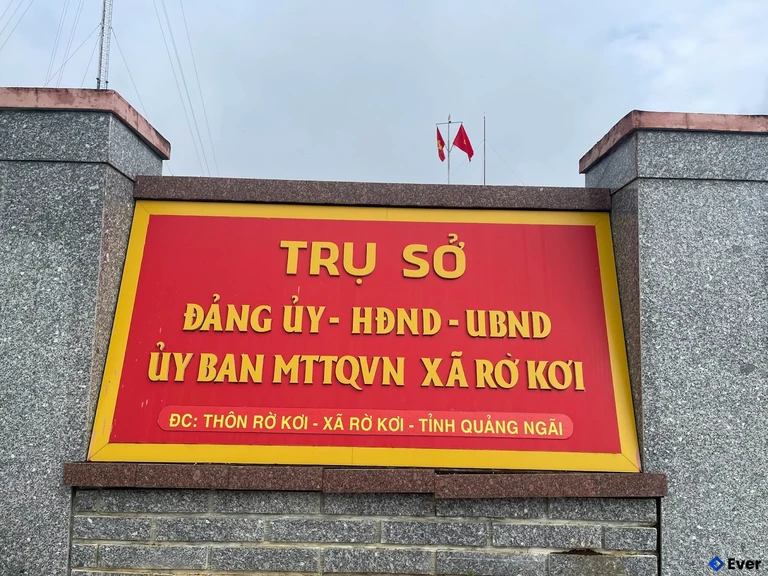 TRỤ SỞ
ĐẢNG ỦY - HĐND - UBND
ỦY BAN MTTQVN XÃ RỜ KƠI
ĐC: THÔN RỜ KƠI - XÃ RỜ KƠI - TỈNH QUẢNG NGÃI
Ever